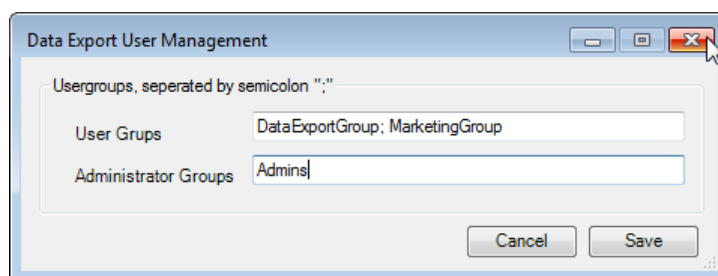 Data Export User Management
Usergroups, seperated by semicolon ";"
User Grups DataExportGroup; MarketingGroup
Administrator Groups Admins
Cancel Save